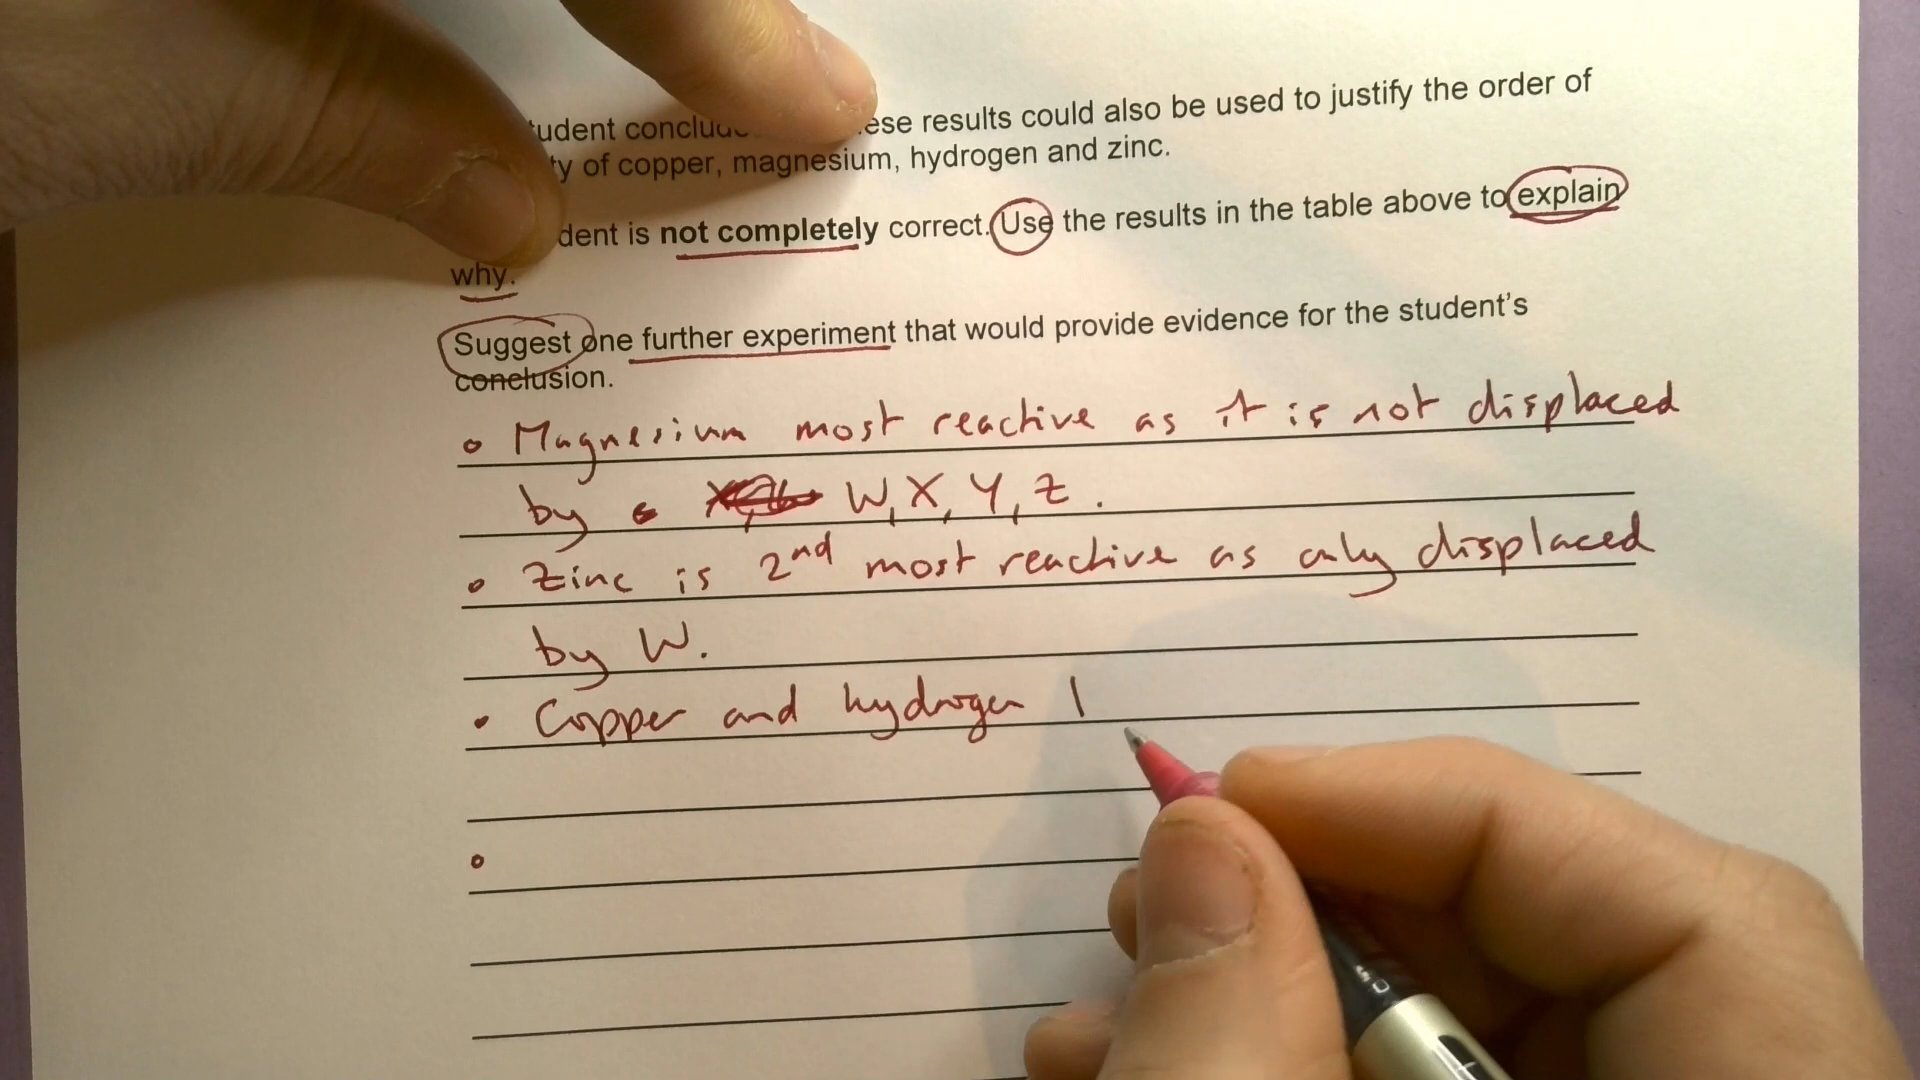 udent conclu ese results could also be used to justify the order of
ty of copper, magnesium, hydrogen and zinc.
dent is not completely correct. Use the results in the table above to explain
why.
Suggest one further experiment that would provide evidence for the student's
conclusion.
• Magnesium most reactive as it is not displaced
by W, X, Y, Z.
• Zinc is 2nd most reactive as only displaced
by W.
• Copper and hydrogen